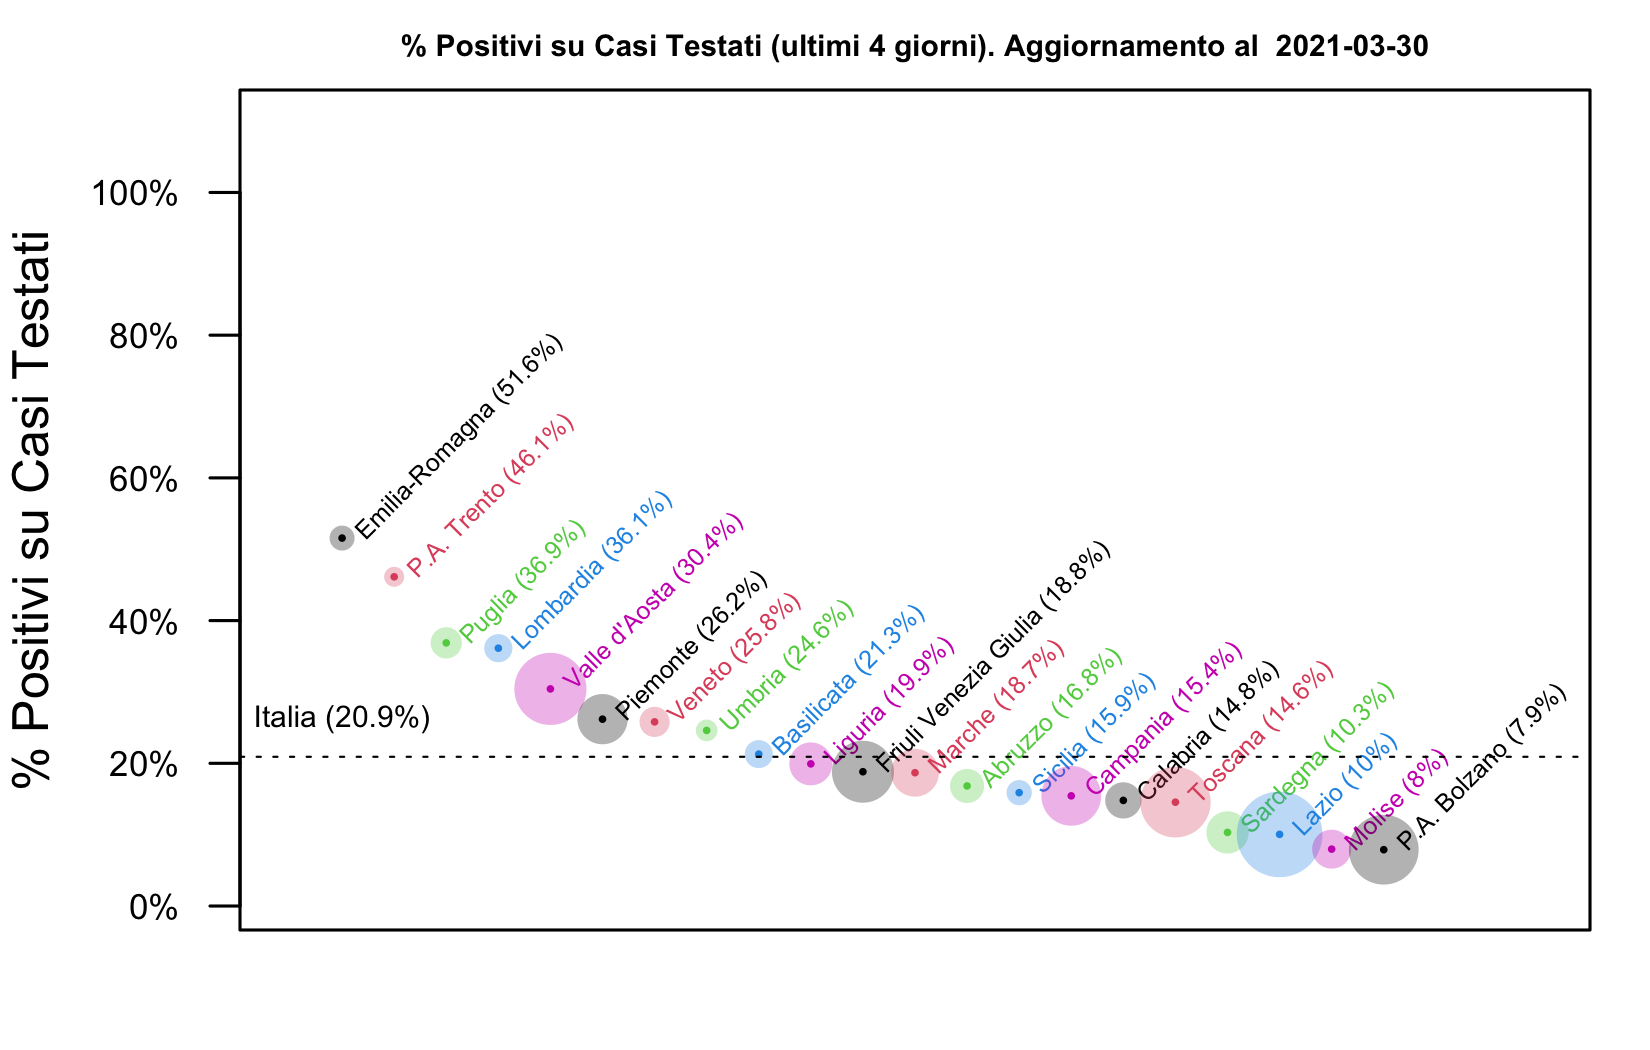 % Positivi su Casi Testati (ultimi 4 giorni). Aggiornamento al  2021-03-30
% Positivi su Casi Testati
100%
80%
60%
40%
20%
0%
Italia (20.9%)
Emilia-Romagna (51.6%)
P.A. Trento (46.1%)
Puglia (36.9%)
Lombardia (36.1%)
Valle d'Aosta (30.4%)
Piemonte (26.2%)
Veneto (25.8%)
Umbria (24.6%)
Basilicata (21.3%)
Liguria (19.9%)
Friuli Venezia Giulia (18.8%)
Marche (18.7%)
Abruzzo (16.8%)
Sicilia (15.9%)
Campania (15.4%)
Calabria (14.8%)
Toscana (14.6%)
Sardegna (10.3%)
Lazio (10%)
Molise (8%)
P.A. Bolzano (7.9%)